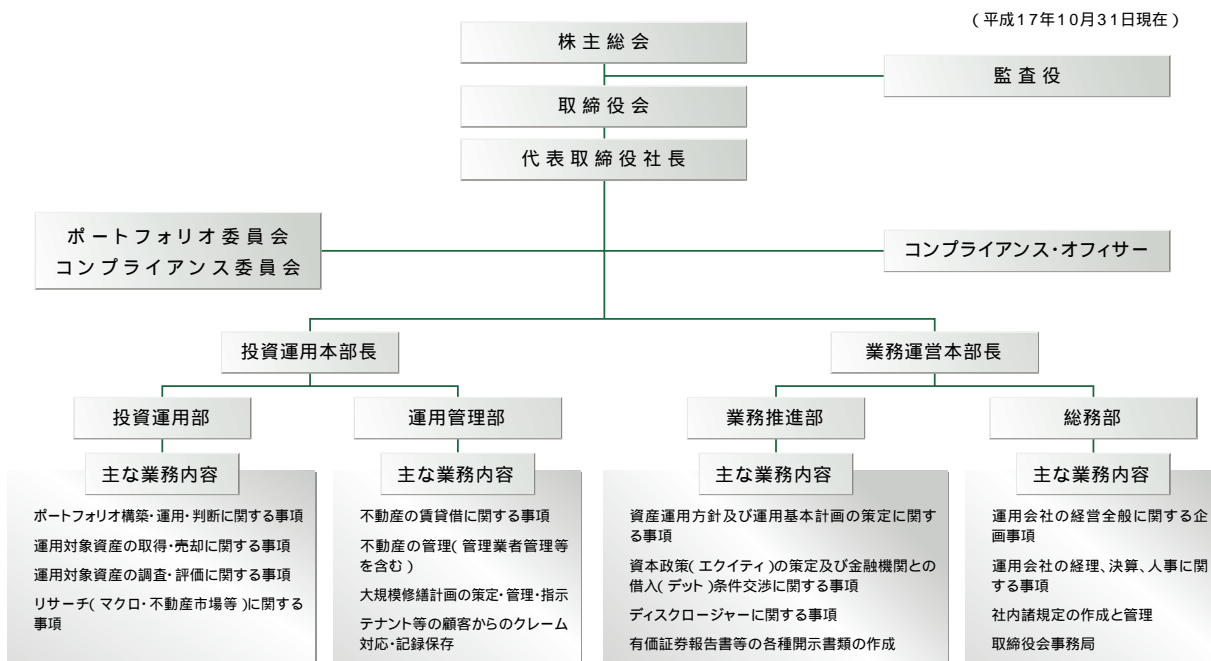 (平成17年10月31日現在)
株主総会
監査役
取締役会
代表取締役社長
ポートフォリオ委員会
コンプライアンス委員会
コンプライアンス・オフィサー
投資運用本部長
業務運営本部長
投資運用部
運用管理部
業務推進部
総務部
主な業務内容
主な業務内容
主な業務内容
主な業務内容
ポートフォリオ構築・運用・判断に関する事項
運用対象資産の取得・売却に関する事項
運用対象資産の調査・評価に関する事項
リサーチ(マクロ・不動産市場等)に関する
事項
不動産の賃貸借に関する事項
不動産の管理(管理業者管理等
を含む)
大規模修繕計画の策定・管理・指示
テナント等の顧客からのクレーム
対応・記録保存
資産運用方針及び運用基本計画の策定に関す
る事項
資本政策(エクイティ)の策定及び金融機関との
借入(デット)条件交渉に関する事項
ディスクロージャーに関する事項
有価証券報告書等の各種開示書類の作成
運用会社の経営全般に関する企
画事項
運用会社の経理、決算、人事に関
する事項
社内諸規定の作成と管理
取締役会事務局